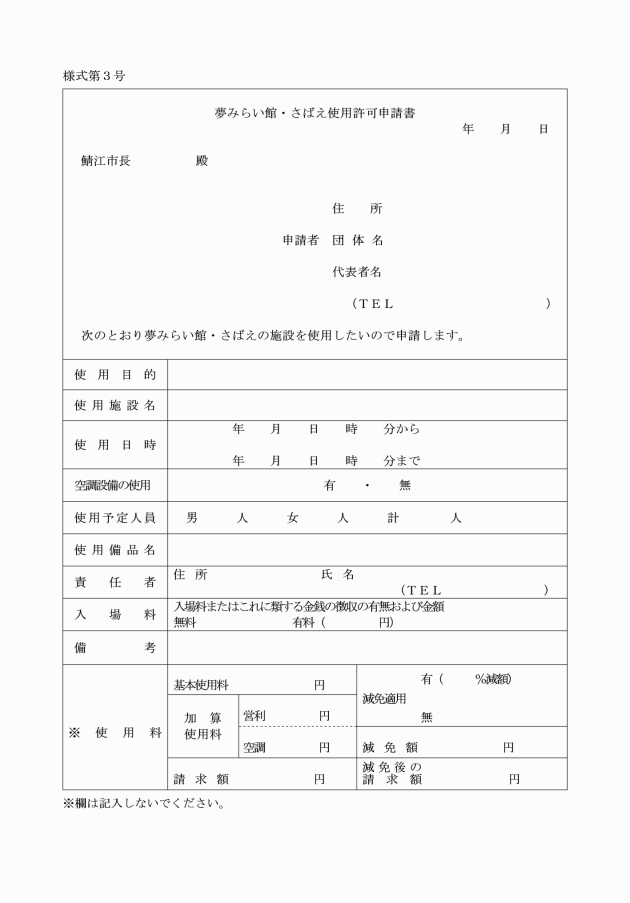 様式第３号
夢みらい館・さばえ使用許可申請書
年　　月　　日
鯖江市長　　　　　殿
住　　所
申請者　団 体 名
代表者名
（ＴＥＬ　　　　　　　　　　　　）
次のとおり夢みらい館・さばえの施設を使用したいので申請します。
使 用 目 的
使 用 施 設 名
使 用 日 時
年　　月　　日　　時　　分から
年　　月　　日　　時　　分まで
空調設備の使用　　有　・　無
使用予定人員　男　　　人　　　女　　　人　　　計　　　　人
使 用 備 品 名
責 任 者
住 所　　　　　　　　　氏 名
（ＴＥＬ　　　　　　　　）
入 場 料
入場料またはこれに類する金銭の徴収の有無および金額
無料　　　　　　　　有料（　　　　円）
備 考
※ 使 用 料
基本使用料　　　　　　　円
加 算
使用料
営利　　　　円
空調　　　　円
請 求 額　　　　　　　円
有（　　％減額）
減免適用
無
減 免 額　　　　　　　円
減 免 後 の
請 求 額　　　　　　　円
※欄は記入しないでください。